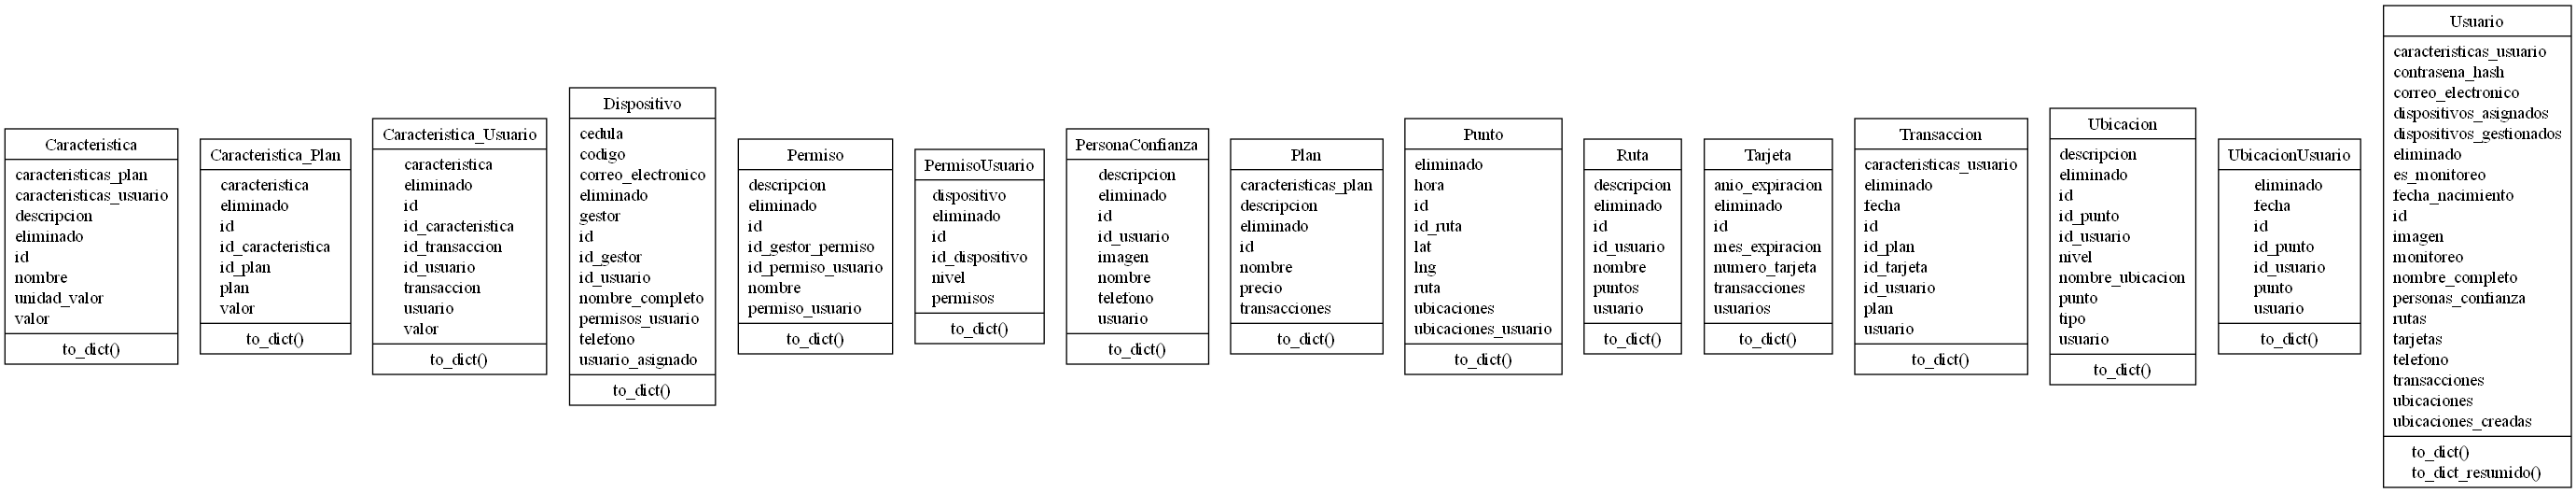 Caracteristica
caracteristicas_plan
caracteristicas_usuario
descripcion
eliminado
id
nombre
unidad_valor
valor
to_dict()
Caracteristica_Plan
caracteristica
eliminado
id
id_caracteristica
id_plan
plan
valor
to_dict()
Caracteristica_Usuario
caracteristica
eliminado
id
id_caracteristica
id_transaccion
id_usuario
transaccion
usuario
valor
to_dict()
Dispositivo
cedula
codigo
correo_electronico
eliminado
gestor
id
id_gestor
id_usuario
nombre_completo
permisos_usuario
telefono
usuario_asignado
to_dict()
Permiso
descripcion
eliminado
id
id_gestor_permiso
id_permiso_usuario
nombre
permiso_usuario
to_dict()
PermisoUsuario
dispositivo
eliminado
id
id_dispositivo
nivel
permisos
to_dict()
PersonaConfianza
descripcion
eliminado
id
id_usuario
imagen
nombre
telefono
usuario
to_dict()
Plan
caracteristicas_plan
descripcion
eliminado
id
nombre
precio
transacciones
to_dict()
Punto
eliminado
hora
id
id_ruta
lat
lng
ruta
ubicaciones
ubicaciones_usuario
to_dict()
Ruta
descripcion
eliminado
id
id_usuario
nombre
puntos
usuario
to_dict()
Tarjeta
anio_expiracion
eliminado
id
mes_expiracion
numero_tarjeta
transacciones
usuarios
to_dict()
Transaccion
caracteristicas_usuario
eliminado
fecha
id
id_plan
id_tarjeta
id_usuario
plan
usuario
to_dict()
Ubicacion
descripcion
eliminado
id
id_punto
id_usuario
nivel
nombre_ubicacion
punto
tipo
usuario
to_dict()
UbicacionUsuario
eliminado
fecha
id
id_punto
id_usuario
punto
usuario
to_dict()
Usuario
caracteristicas_usuario
contrasena_hash
correo_electronico
dispositivos_asignados
dispositivos_gestionados
eliminado
es_monitoreo
fecha_nacimiento
id
imagen
monitoreo
nombre_completo
personas_confianza
rutas
tarjetas
telefono
transacciones
ubicaciones
ubicaciones_creadas
to_dict()
to_dict_resumido()